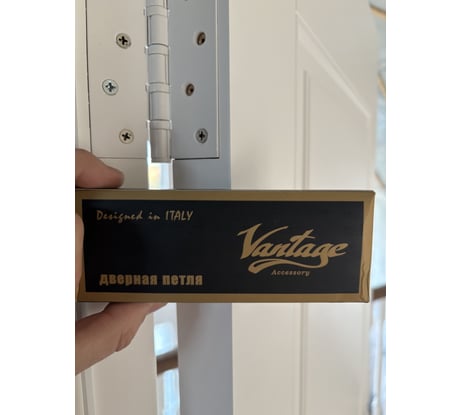 Designed in ITALY
Vantage
Accessory
дверная петля